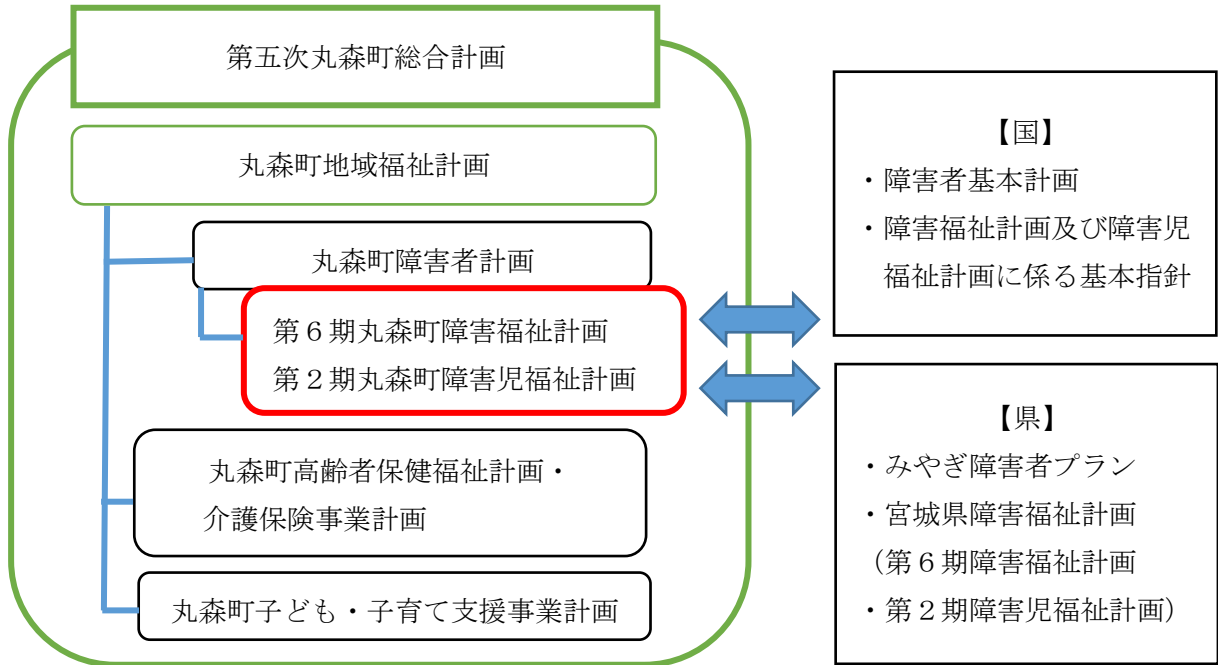 第五次丸森町総合計画
丸森町地域福祉計画
丸森町障害者計画
第６期丸森町障害福祉計画
第２期丸森町障害児福祉計画
丸森町高齢者保健福祉計画・
介護保険事業計画
丸森町子ども・子育て支援事業計画
【国】
・障害者基本計画
・障害福祉計画及び障害児
福祉計画に係る基本指針
【県】
・みやぎ障害者プラン
・宮城県障害福祉計画
（第６期障害福祉計画
・第２期障害児福祉計画）